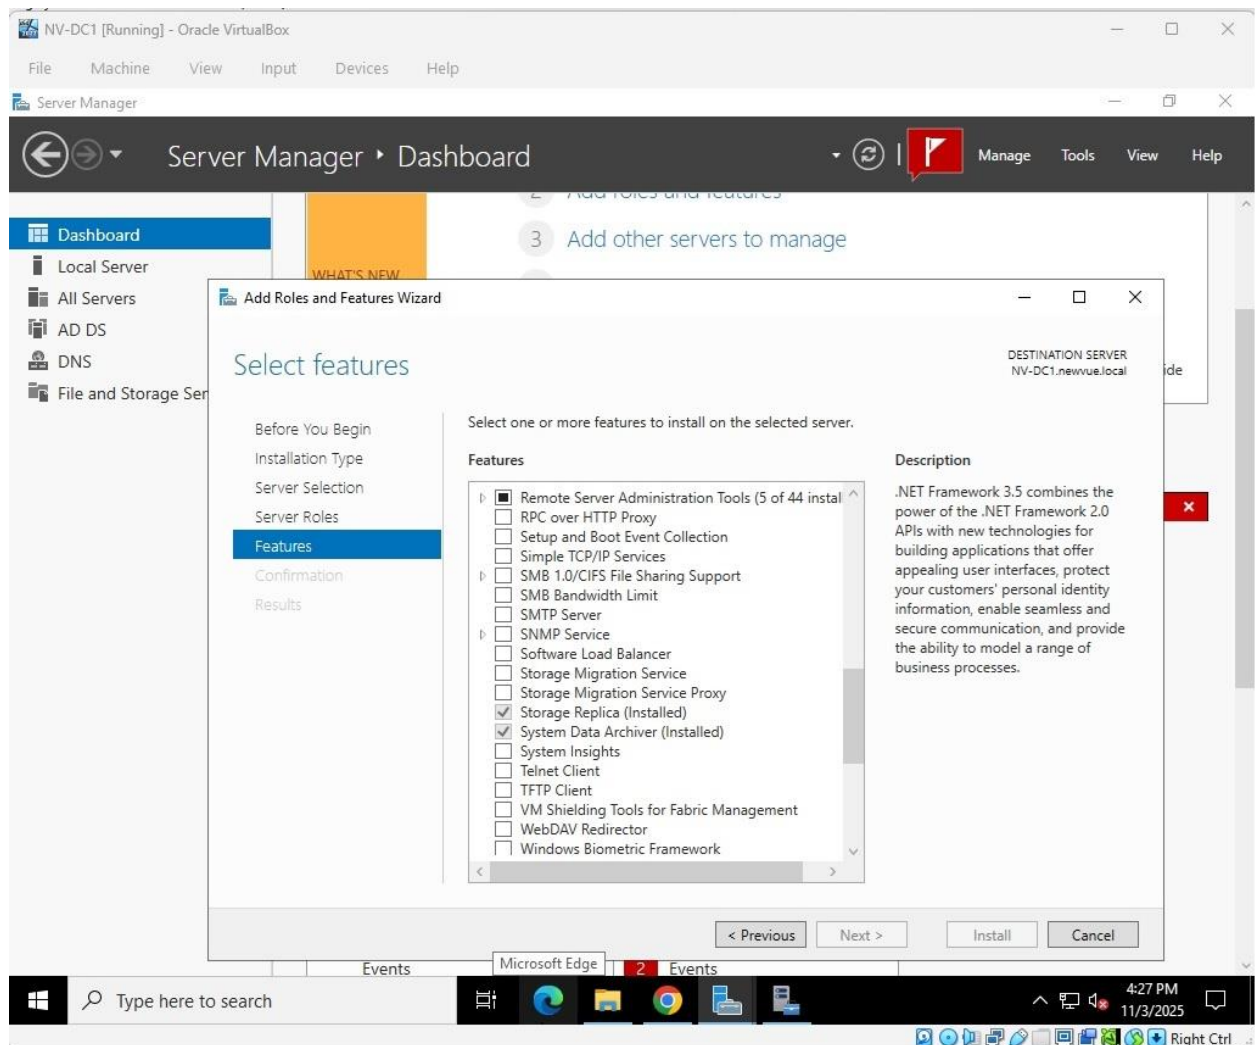 NV-DC1 [Running] - Oracle VirtualBox
File Machine View Input Devices Help
Server Manager
Server Manager ‣ Dashboard
Manage Tools View Help
Dashboard
Local Server
All Servers
AD DS
DNS
File and Storage Ser
2 Add roles and features
3 Add other servers to manage
WHAT'S NEW
ide
Add Roles and Features Wizard
Select features
DESTINATION SERVER
NV-DC1.newvue.local
Before You Begin
Installation Type
Server Selection
Server Roles
Features
Confirmation
Results
Select one or more features to install on the selected server.
Features
Remote Server Administration Tools (5 of 44 instal
RPC over HTTP Proxy
Setup and Boot Event Collection
Simple TCP/IP Services
SMB 1.0/CIFS File Sharing Support
SMB Bandwidth Limit
SMTP Server
SNMP Service
Software Load Balancer
Storage Migration Service
Storage Migration Service Proxy
Storage Replica (Installed)
System Data Archiver (Installed)
System Insights
Telnet Client
TFTP Client
VM Shielding Tools for Fabric Management
WebDAV Redirector
Windows Biometric Framework
Description
.NET Framework 3.5 combines the
power of the .NET Framework 2.0
APIs with new technologies for
building applications that offer
appealing user interfaces, protect
your customers' personal identity
information, enable seamless and
secure communication, and provide
the ability to model a range of
business processes.
< Previous Next > Install Cancel
Events
Microsoft Edge
2 Events
Type here to search
4:27 PM
11/3/2025
Right Ctrl